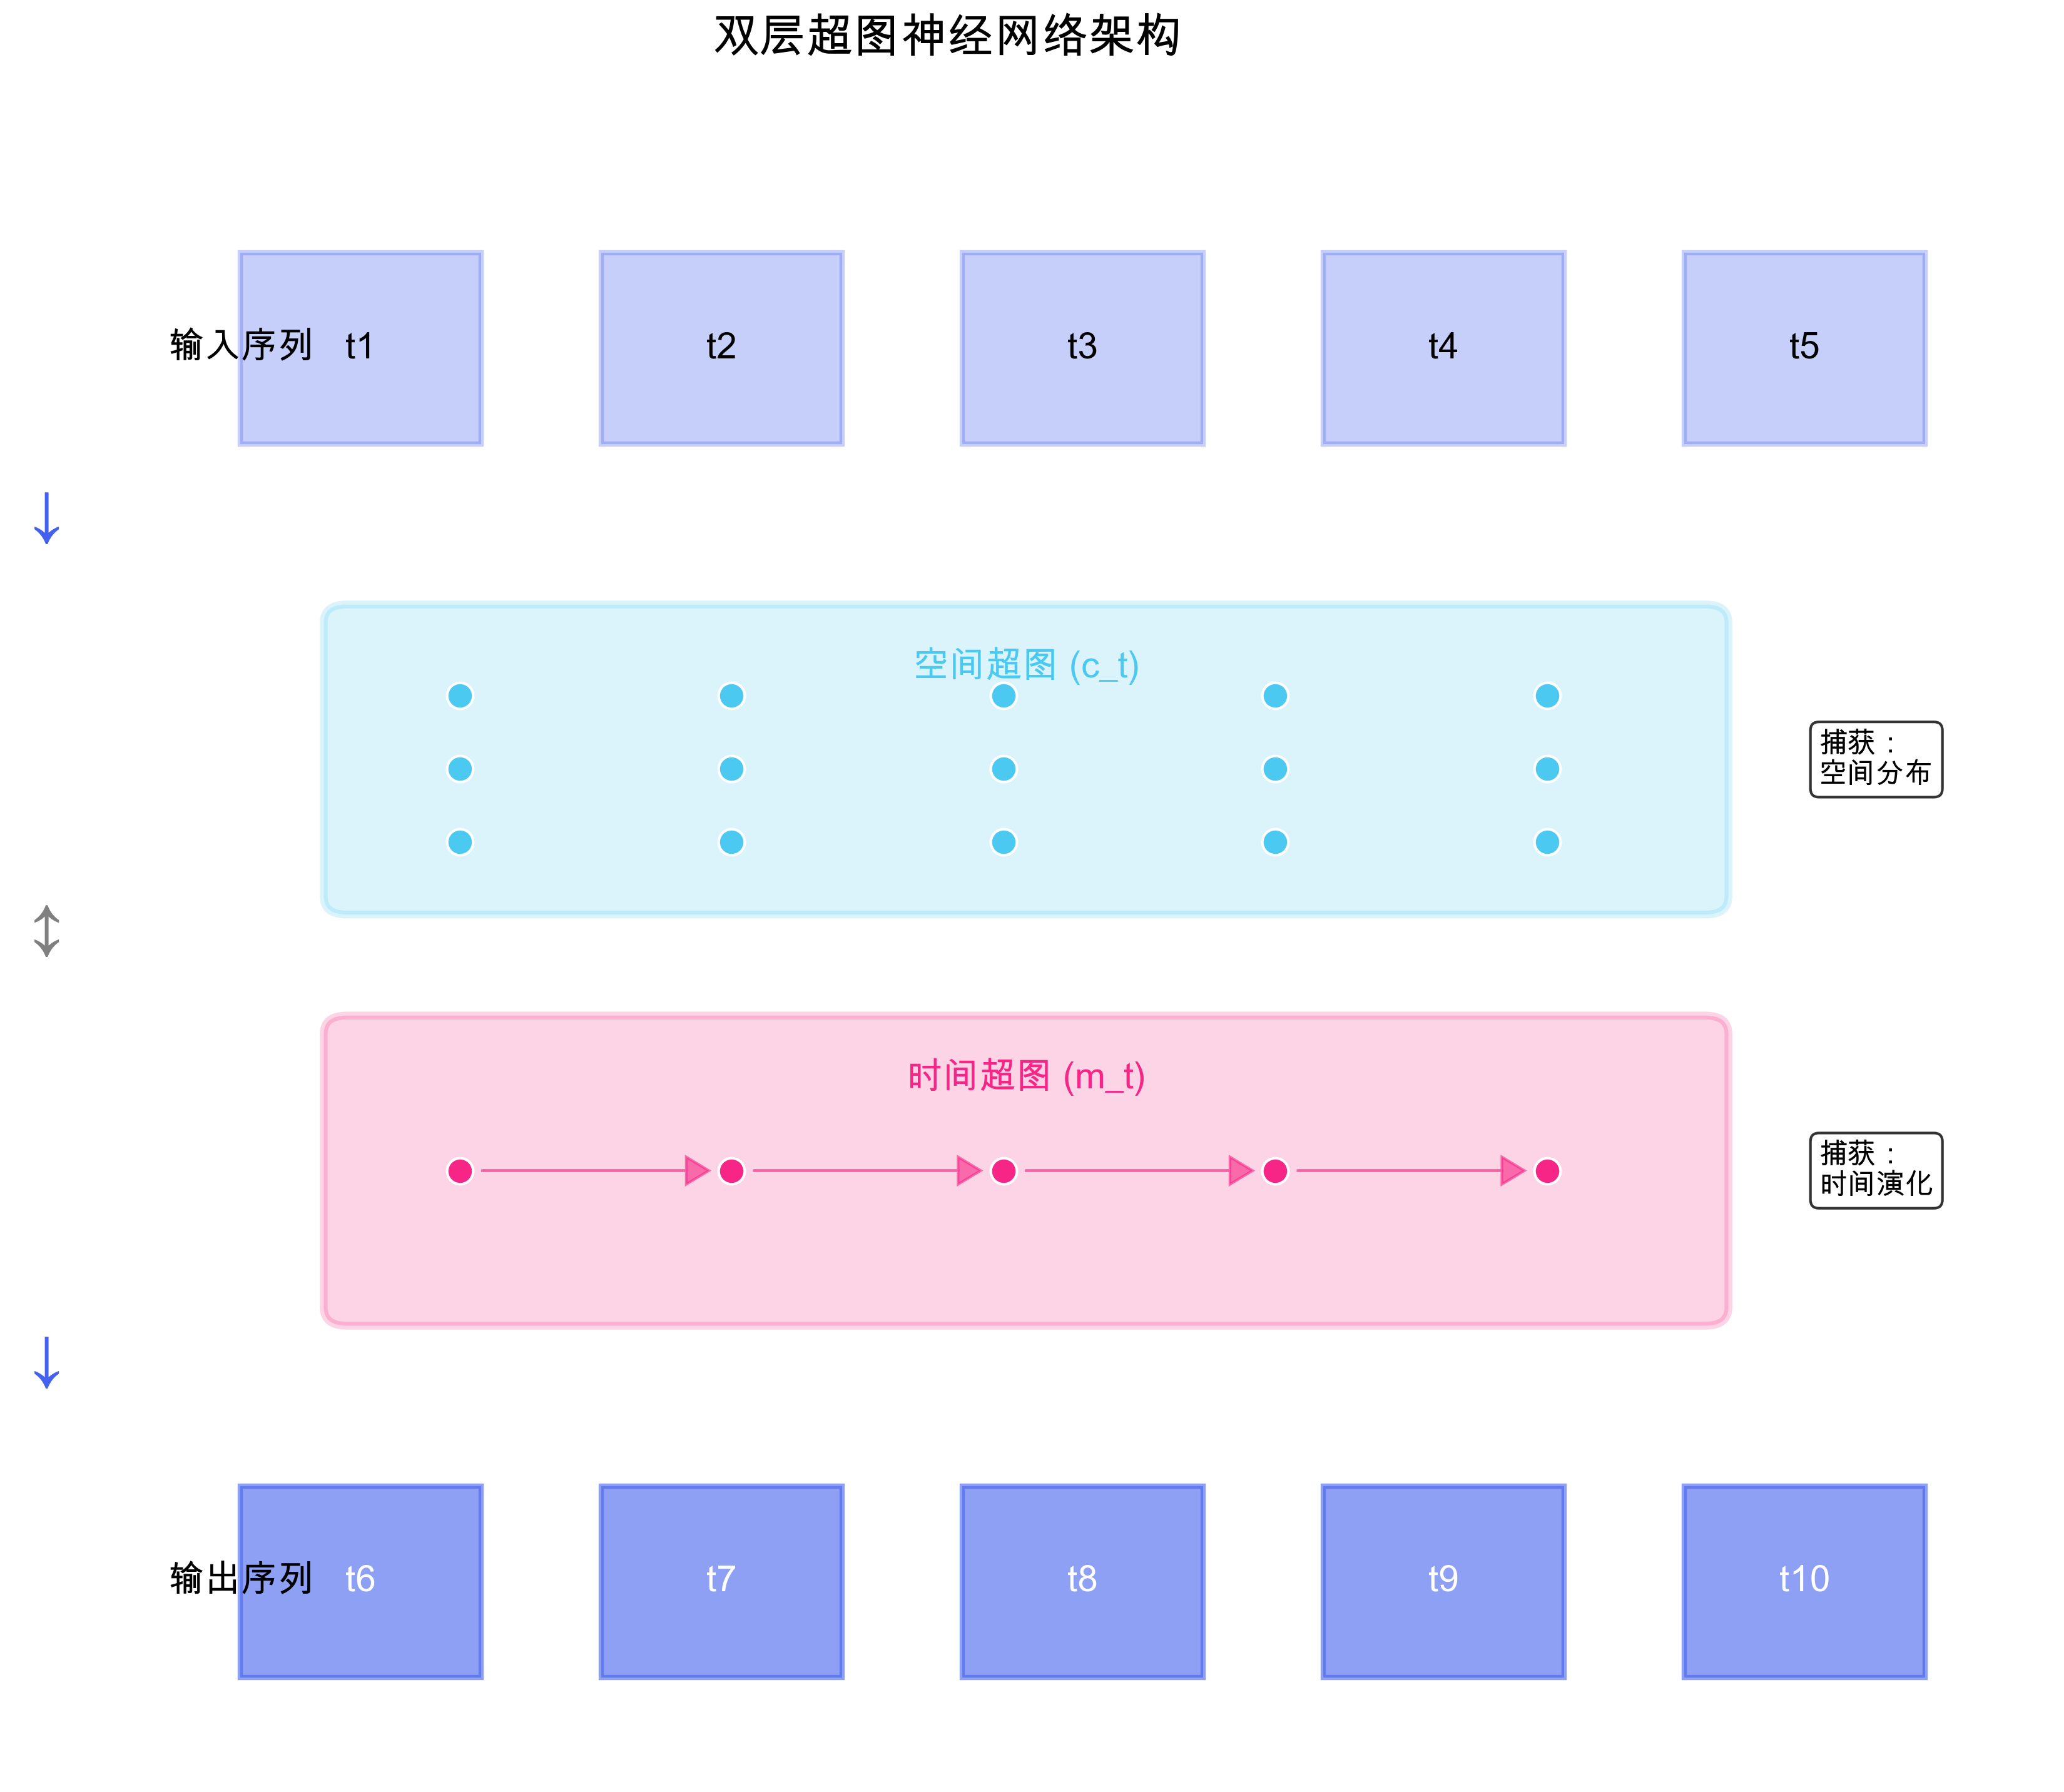 双层超图神经网络架构
输入序列 t1 t2 t3 t4 t5
↓
空间超图 (c_t)
捕获：
空间分布
↕
时间超图 (m_t)
捕获：
时间演化
↓
输出序列 t6 t7 t8 t9 t10